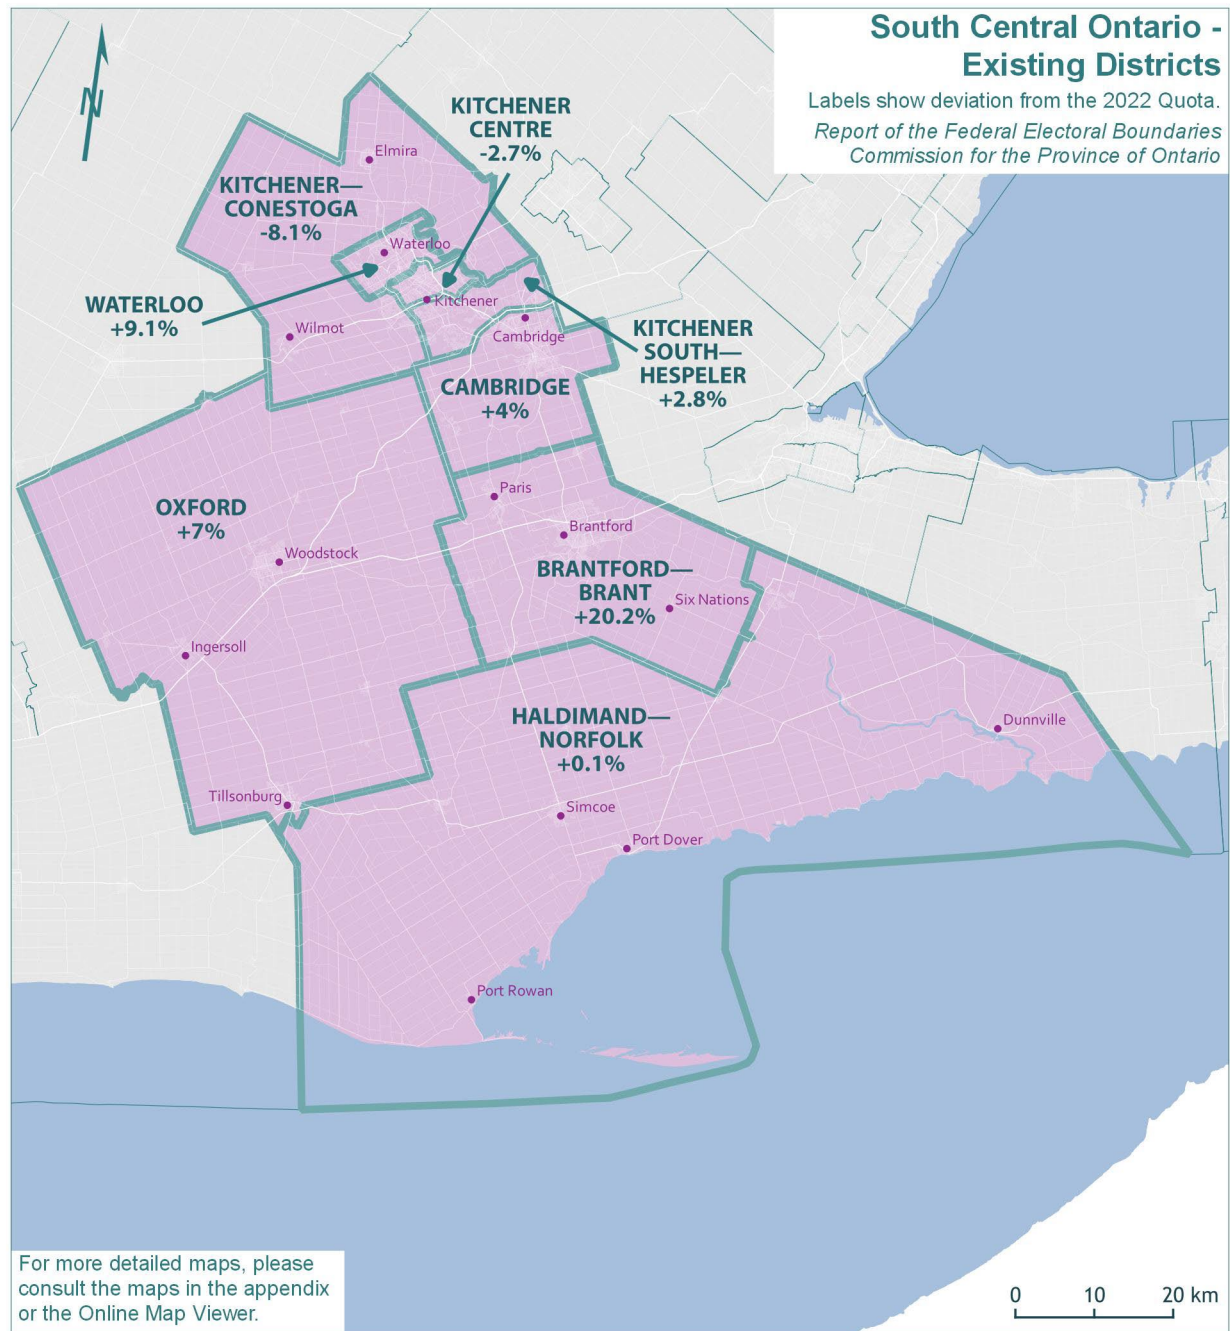 South Central Ontario -
Existing Districts
Labels show deviation from the 2022 Quota.
Report of the Federal Electoral Boundaries
Commission for the Province of Ontario
N
KITCHENER
CENTRE
-2.7%
Elmira
KITCHENER—
CONESTOGA
-8.1%
Waterloo
WATERLOO
+9.1%
Kitchener
Wilmot
Cambridge
KITCHENER
SOUTH—
HESPELER
+2.8%
CAMBRIDGE
+4%
Paris
OXFORD
+7%
Brantford
Woodstock
BRANTFORD—
BRANT
+20.2%
Six Nations
Ingersoll
HALDIMAND—
NORFOLK
+0.1%
Dunnville
Tillsonburg
Simcoe
Port Dover
Port Rowan
For more detailed maps, please
consult the maps in the appendix
or the Online Map Viewer.
0 10 20 km